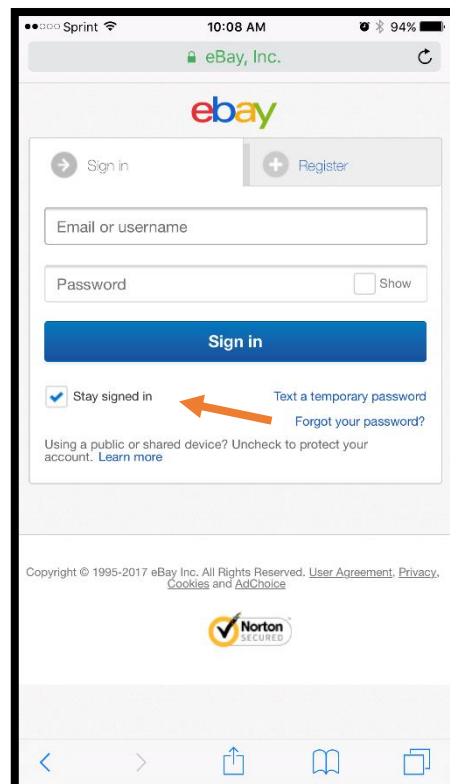 Sprint 10:08 AM 94%
eBay, Inc.
ebay
Sign in Register
Email or username
Password Show
Sign in
Stay signed in Text a temporary password
Forgot your password?
Using a public or shared device? Uncheck to protect your
account. Learn more
Copyright © 1995-2017 eBay Inc. All Rights Reserved. User Agreement, Privacy,
Cookies and AdChoice
Norton
SECURED